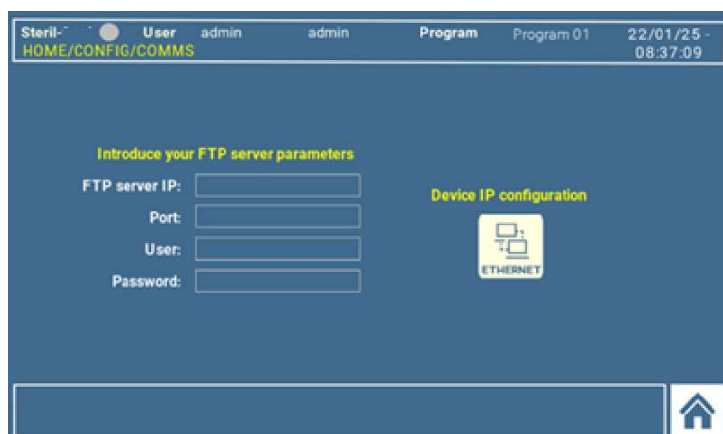 Steril- User admin admin Program Program 01 22/01/25 -
HOME/CONFIG/COMMS 08:37:09
Introduce your FTP server parameters
FTP server IP:
Device IP configuration
Port:
User:
ETHERNET
Password: